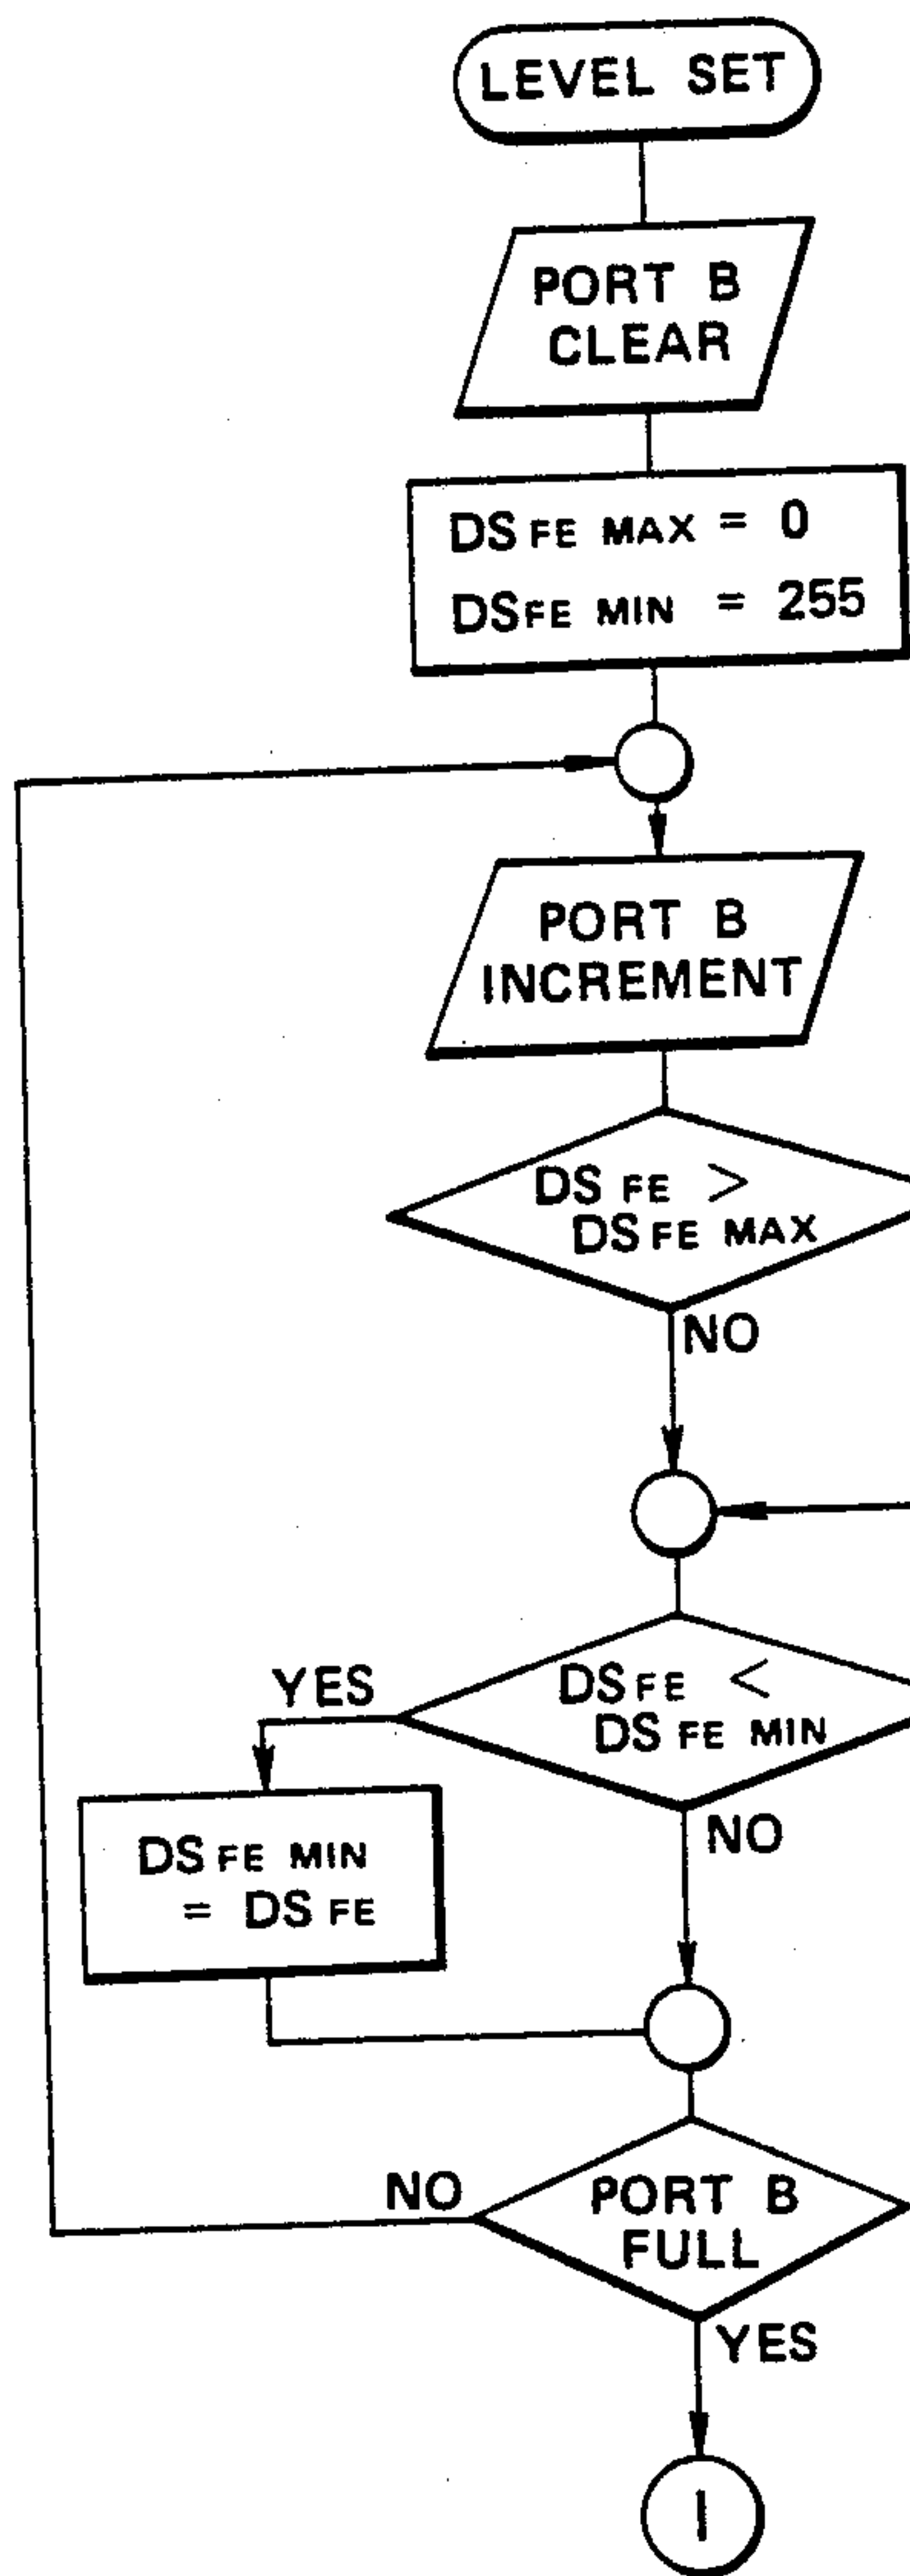 LEVEL SET
PORT B
CLEAR
DS FE MAX = 0
DS FE MIN = 255
PORT B
INCREMENT
DS FE >
DS FE MAX
NO
YES
DS FE <
DS FE MIN
NO
DS FE MIN
= DS FE
NO
PORT B
FULL
YES
I